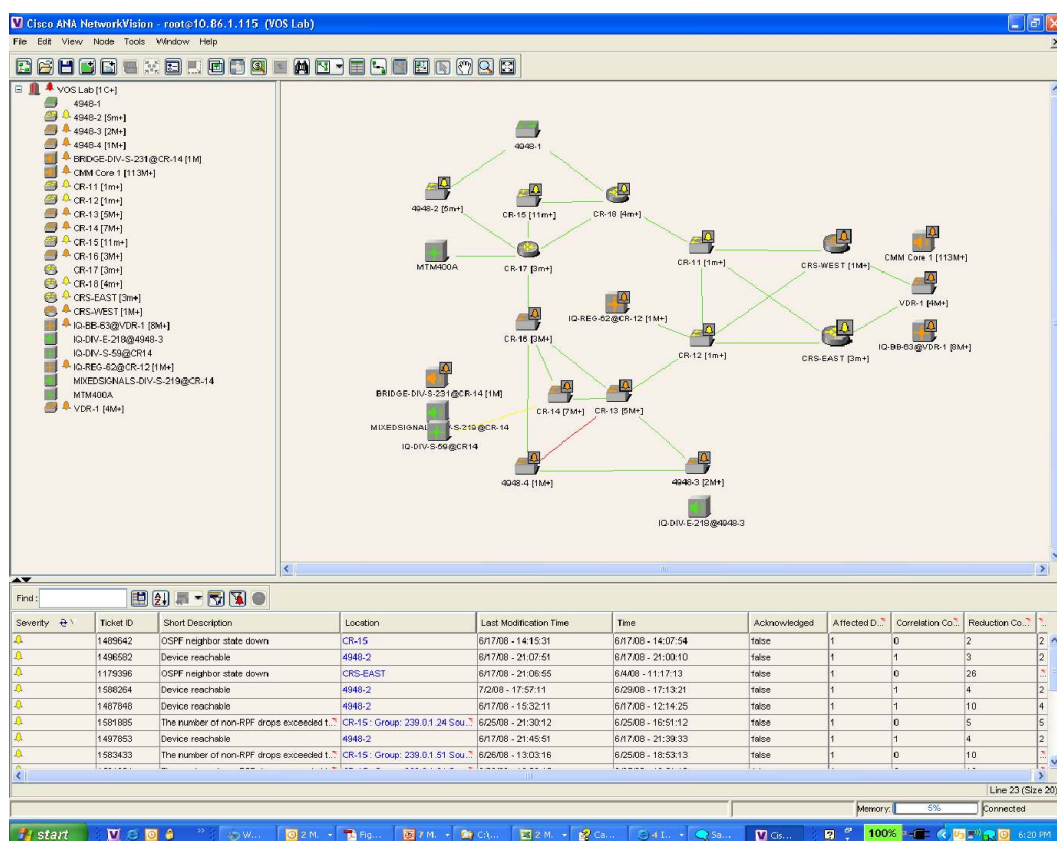 Cisco ANA NetworkVision - root@10.86.1.115 (VOS Lab)
File Edit View Node Tools Window Help
VOS Lab [1C+]
4948-1
4948-2 [5m+]
4948-3 [2M+]
4948-4 [1M+]
BRIDGE-DIV-S-231@CR-14 [1M]
CMM Core 1 [113M+]
CR-11 [1m+]
CR-12 [1m+]
CR-13 [5M+]
CR-14 [7M+]
CR-15 [11m+]
CR-16 [3M+]
CR-17 [3m+]
CR-18 [4m+]
CRS-EAST [3m+]
CRS-WEST [1M+]
IQ-BB-63@VDR-1 [8M+]
IQ-DIV-E-218@4948-3
IQ-DIV-S-59@CR14
IQ-REG-62@CR-12 [1M+]
MIXEDSIGNALS-DIV-S-219@CR-14
MTM400A
VDR-1 [4M+]
4948-1
4948-2 [5m+]
CR-15 [11m+]
CR-18 [4m+]
MTM400A
CR-17 [3m+]
CR-11 [1m+]
CRS-WEST [1M+]
CMM Core 1 [113M+]
VDR-1 [4M+]
IQ-REG-62@CR-12 [1M+]
CR-16 [3M+]
CR-12 [1m+]
CRS-EAST [3m+]
IQ-BB-63@VDR-1 [8M+]
BRIDGE-DIV-S-231@CR-14 [1M]
CR-14 [7M+]
CR-13 [5M+]
MIXEDSIGNAL V-S-219@CR-14
IQ-DIV-S-59@CR14
4948-4 [1M+]
4948-3 [2M+]
IQ-DIV-E-218@4948-3
Find :
Severity Ticket ID Short Description Location Last Modification Time Time Acknowledged Affected D... Correlation Co... Reduction Co...
1489642 OSPF neighbor state down CR-15 6/17/08 - 14:15:31 6/17/08 - 14:07:54 false 1 0 2 2
1496582 Device reachable 4948-2 6/17/08 - 21:07:51 6/17/08 - 21:00:10 false 1 1 3 2
1179396 OSPF neighbor state down CRS-EAST 6/17/08 - 21:06:55 6/4/08 - 11:17:13 false 1 0 26
1588264 Device reachable 4948-2 7/2/08 - 17:57:11 6/29/08 - 17:13:21 false 1 1 4 2
1487848 Device reachable 4948-2 6/17/08 - 15:32:11 6/17/08 - 12:14:25 false 1 1 10 4
1581885 The number of non-RPF drops exceeded t... CR-15 : Group: 239.0.1.24 Sou... 6/25/08 - 21:30:12 6/25/08 - 16:51:12 false 1 0 5 5
1497853 Device reachable 4948-2 6/17/08 - 21:45:51 6/17/08 - 21:39:33 false 1 1 4 2
1583433 The number of non-RPF drops exceeded t... CR-15 : Group: 239.0.1.51 Sou... 6/26/08 - 13:03:16 6/25/08 - 18:53:13 false 1 0 10
Line 23 (Size 20)
Memory: 5% Connected
start W... 2 M... Fig... 7 M... C:\... 2 M... Ca... 4 I... Sa... Cis... 100% 6:20 PM